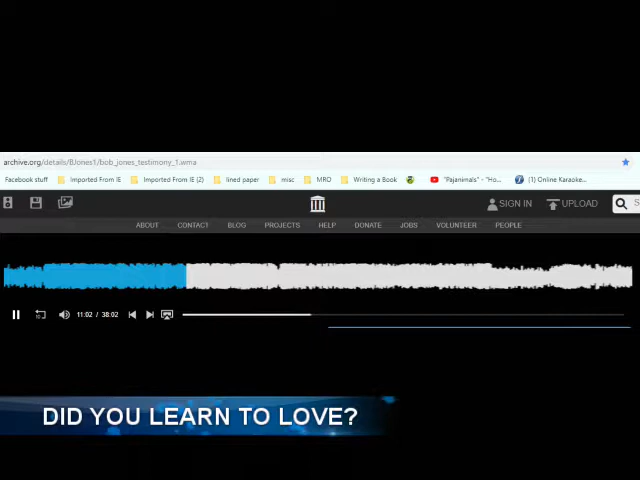 archive.org/details/BJones1/bob_jones_testimony_1.wma
Facebook stuff Imported From IE Imported From IE (2) lined paper misc MRO Writing a Book "Pajanimals" - "Ho... (1) Online Karaoke...
SIGN IN UPLOAD S
ABOUT CONTACT BLOG PROJECTS HELP DONATE JOBS VOLUNTEER PEOPLE
10 11:02 / 38:02
DID YOU LEARN TO LOVE?